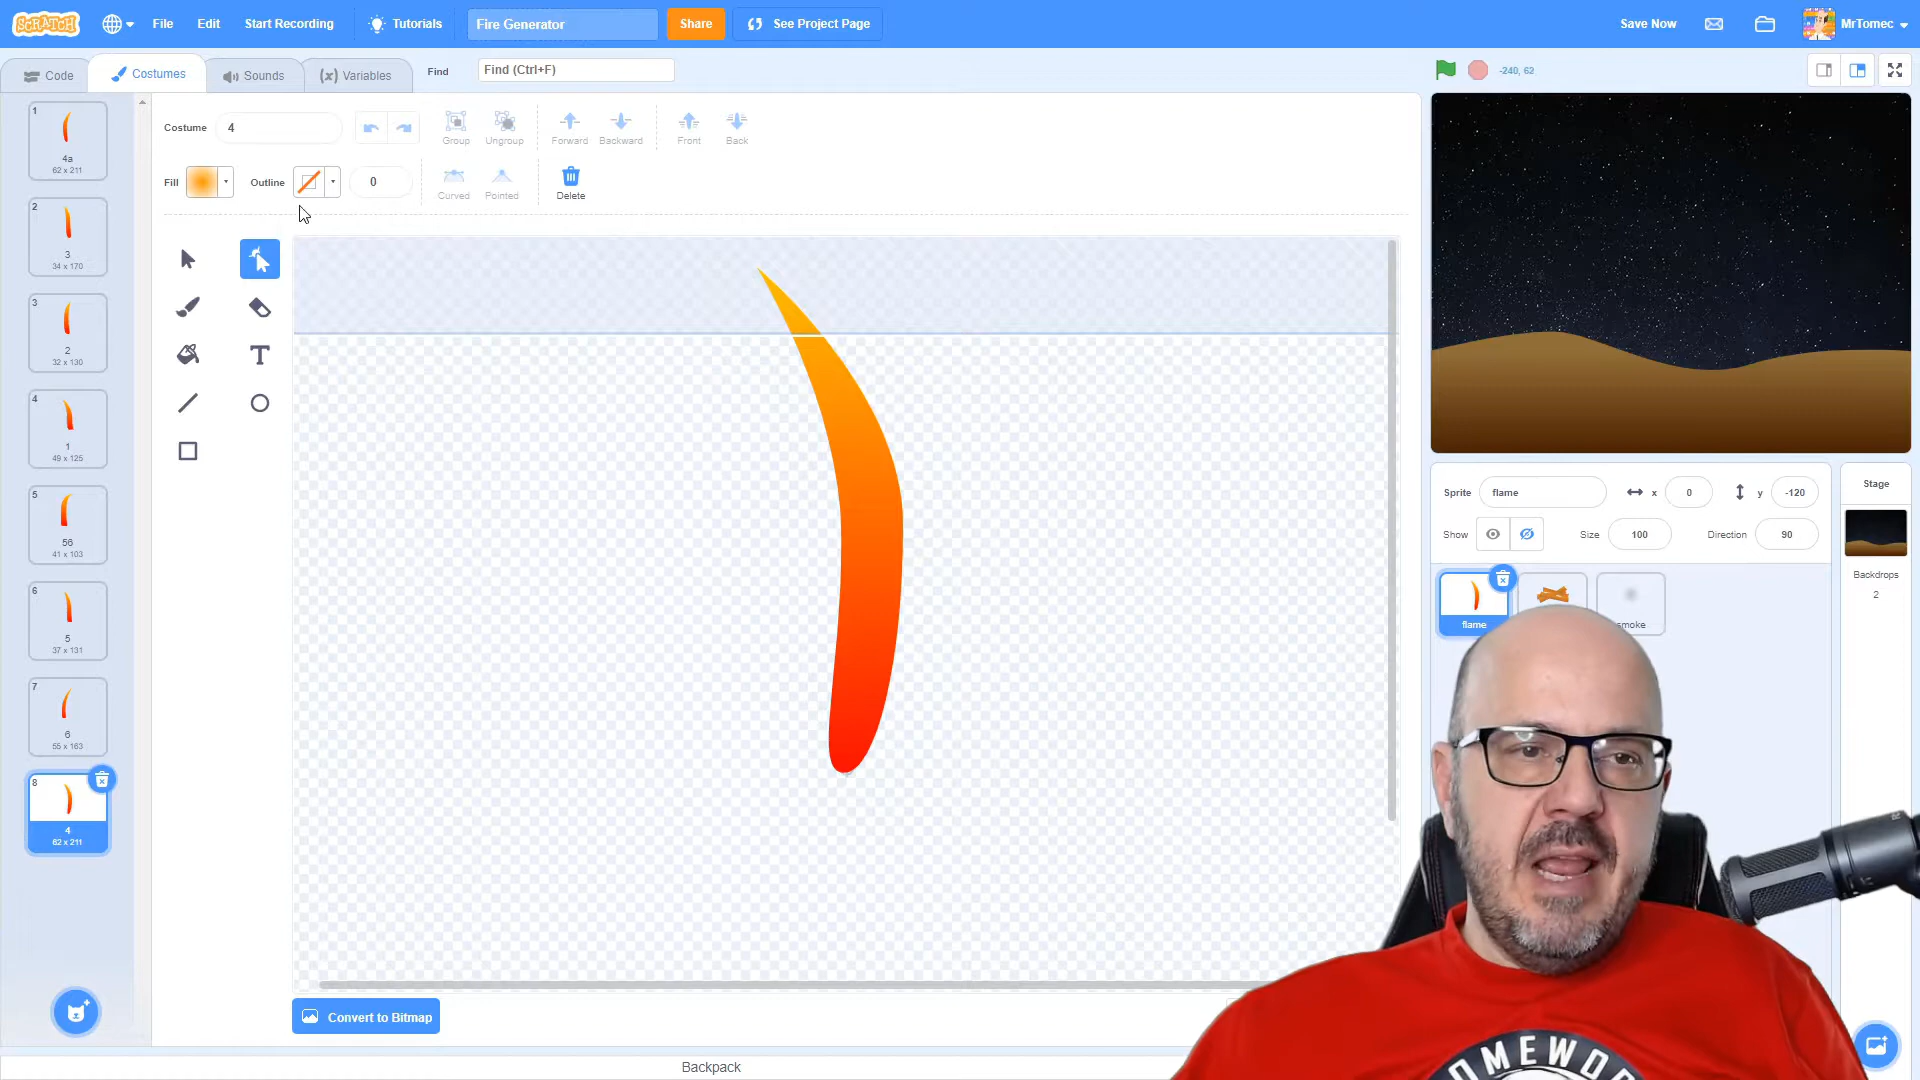 SCRATCH
File
Edit
Start Recording
Tutorials
Fire Generator
Share
See Project Page
Save Now
MrTomec
Code
Costumes
Sounds
(x) Variables
Find
Find (Ctrl+F)
-240, 62
Costume
4
Group
Ungroup
Forward
Backward
Front
Back
Fill
Outline
0
Curved
Pointed
Delete
1
4a
62 x 211
2
3
34 x 170
3
2
32 x 130
4
1
49 x 125
5
56
41 x 103
6
5
37 x 131
7
6
55 x 163
8
4
62 x 211
Convert to Bitmap
Backpack
Sprite
flame
x
0
y
-120
Show
Size
100
Direction
90
flame
smoke
Stage
Backdrops
2